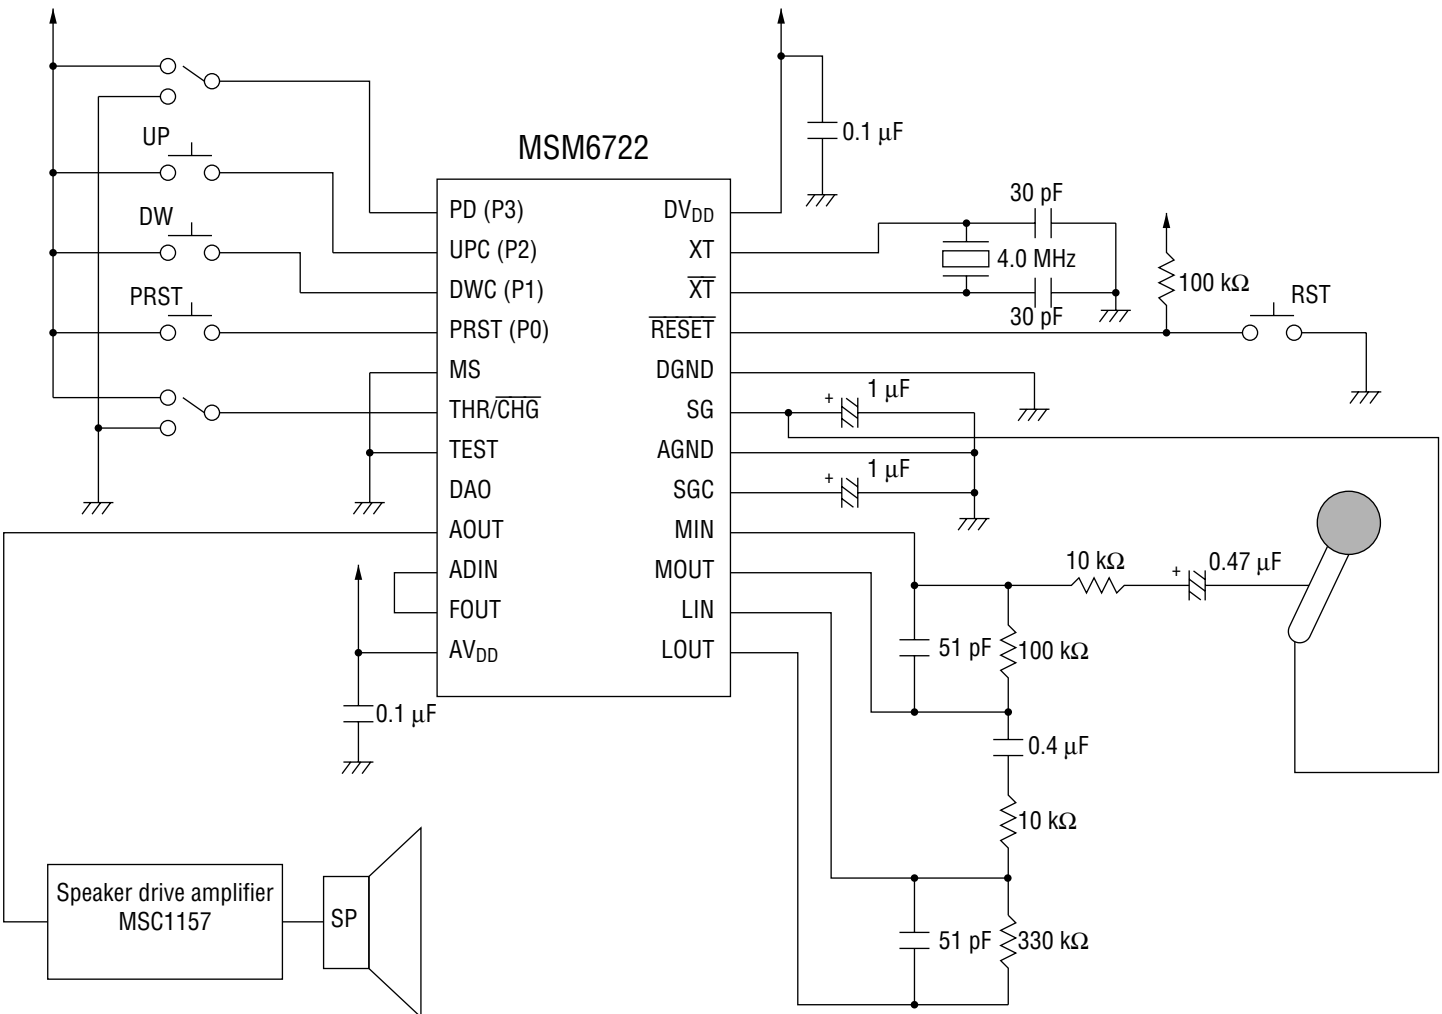 MSM6722
UP
DW
PRST
PD (P3)
UPC (P2)
DWC (P1)
PRST (P0)
MS
THR/C̅H̅G̅
TEST
DAO
AOUT
ADIN
FOUT
AVDD
DVDD
XT
X̅T̅
R̅E̅S̅E̅T̅
DGND
SG
AGND
SGC
MIN
MOUT
LIN
LOUT
0.1 μF
30 pF
4.0 MHz
30 pF
100 kΩ
RST
+ 1 μF
+ 1 μF
10 kΩ
+ 0.47 μF
51 pF
100 kΩ
0.4 μF
10 kΩ
51 pF
330 kΩ
0.1 μF
Speaker drive amplifier
MSC1157
SP